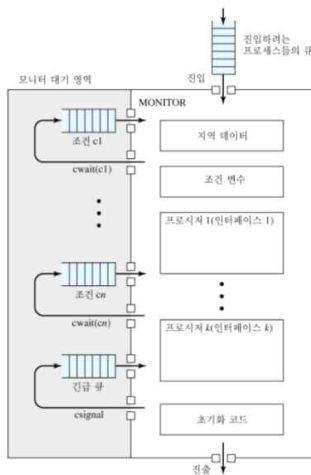 진입하려는
프로세스들의 큐
모니터 대기 영역
진입
MONITOR
조건 c1
cwait(c1)
지역 데이터
조건 변수
프로시저 1(인터페이스 1)
조건 cn
cwait(cn)
프로시저 k(인터페이스 k)
긴급 큐
csignal
초기화 코드
진출